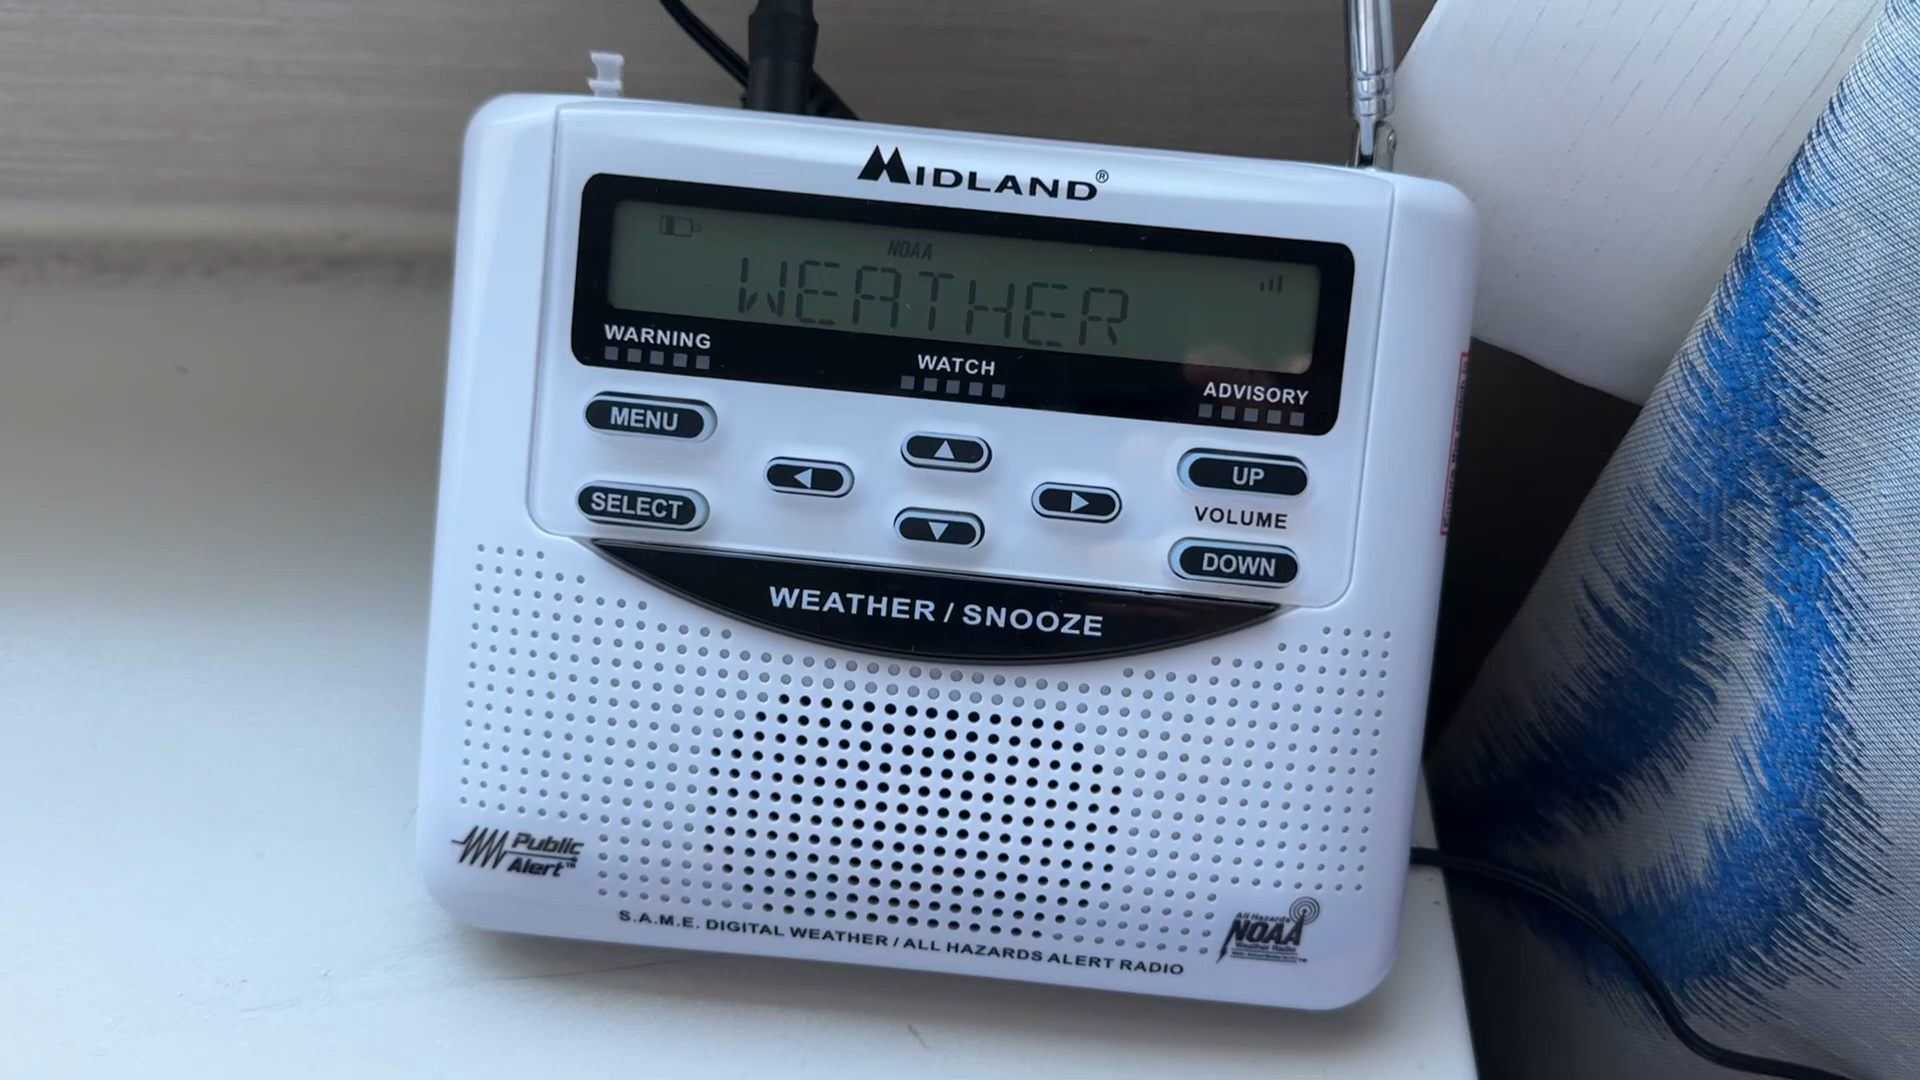 MIDLAND®
NOAA
WEATHER
WARNING
WATCH
ADVISORY
MENU
UP
SELECT
VOLUME
DOWN
WEATHER / SNOOZE
Public
Alert™
All Hazards
NOAA
Weather Radio
S.A.M.E. DIGITAL WEATHER / ALL HAZARDS ALERT RADIO